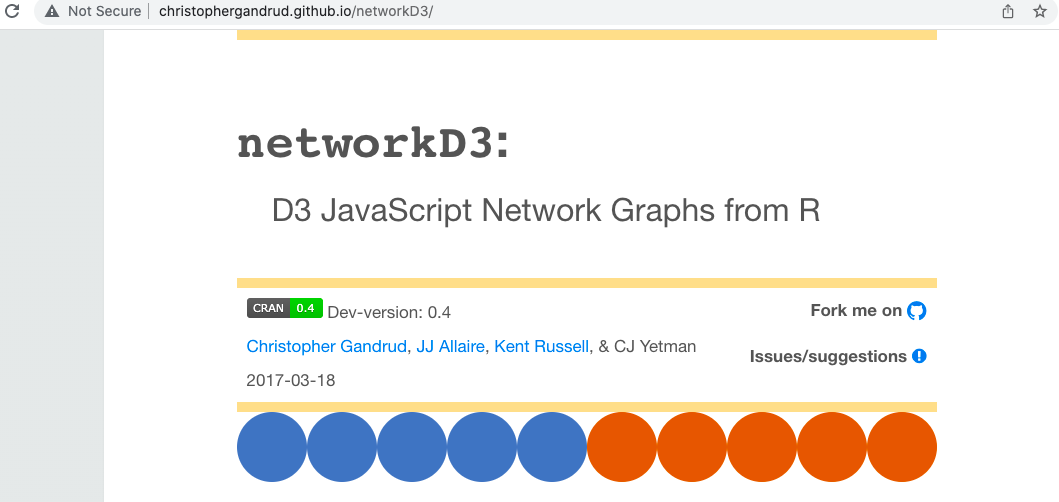 Not Secure | christophergandrud.github.io/networkD3/
networkD3:
D3 JavaScript Network Graphs from R
CRAN 0.4 Dev-version: 0.4
Fork me on
Christopher Gandrud, JJ Allaire, Kent Russell, & CJ Yetman
Issues/suggestions
2017-03-18